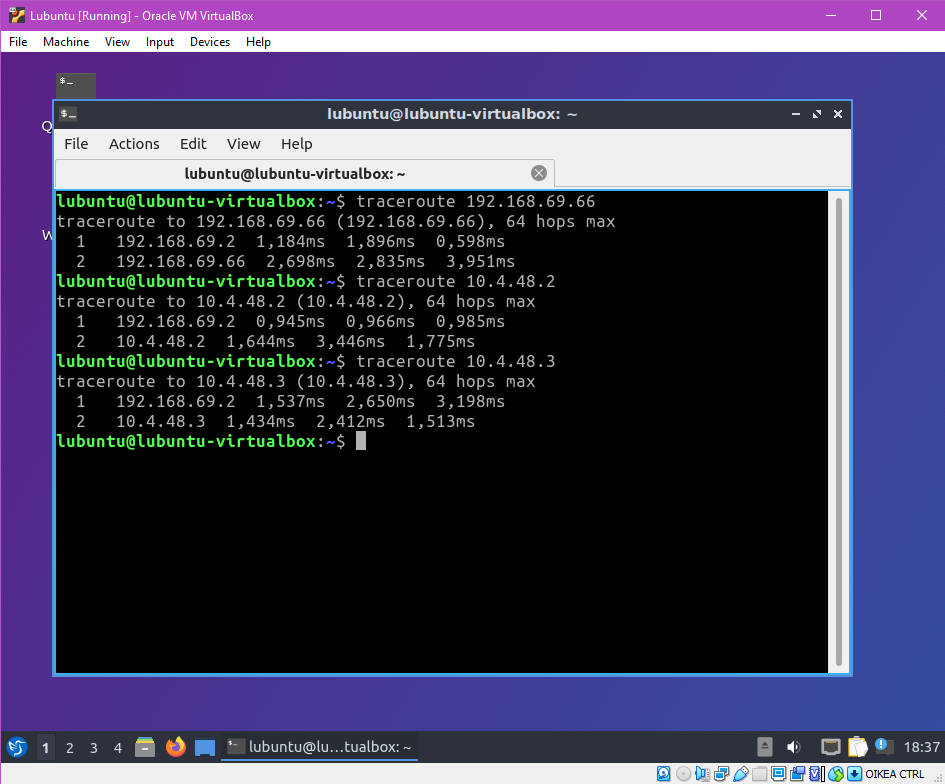 Lubuntu [Running] - Oracle VM VirtualBox
File Machine View Input Devices Help
$ _
Q
W
$ _ lubuntu@lubuntu-virtualbox: ~
File Actions Edit View Help
lubuntu@lubuntu-virtualbox: ~
lubuntu@lubuntu-virtualbox:~$ traceroute 192.168.69.66
traceroute to 192.168.69.66 (192.168.69.66), 64 hops max
1 192.168.69.2 1,184ms 1,896ms 0,598ms
2 192.168.69.66 2,698ms 2,835ms 3,951ms
lubuntu@lubuntu-virtualbox:~$ traceroute 10.4.48.2
traceroute to 10.4.48.2 (10.4.48.2), 64 hops max
1 192.168.69.2 0,945ms 0,966ms 0,985ms
2 10.4.48.2 1,644ms 3,446ms 1,775ms
lubuntu@lubuntu-virtualbox:~$ traceroute 10.4.48.3
traceroute to 10.4.48.3 (10.4.48.3), 64 hops max
1 192.168.69.2 1,537ms 2,650ms 3,198ms
2 10.4.48.3 1,434ms 2,412ms 1,513ms
lubuntu@lubuntu-virtualbox:~$
1 2 3 4 $ _ lubuntu@lu…tualbox: ~ 18:37
OIKEA CTRL